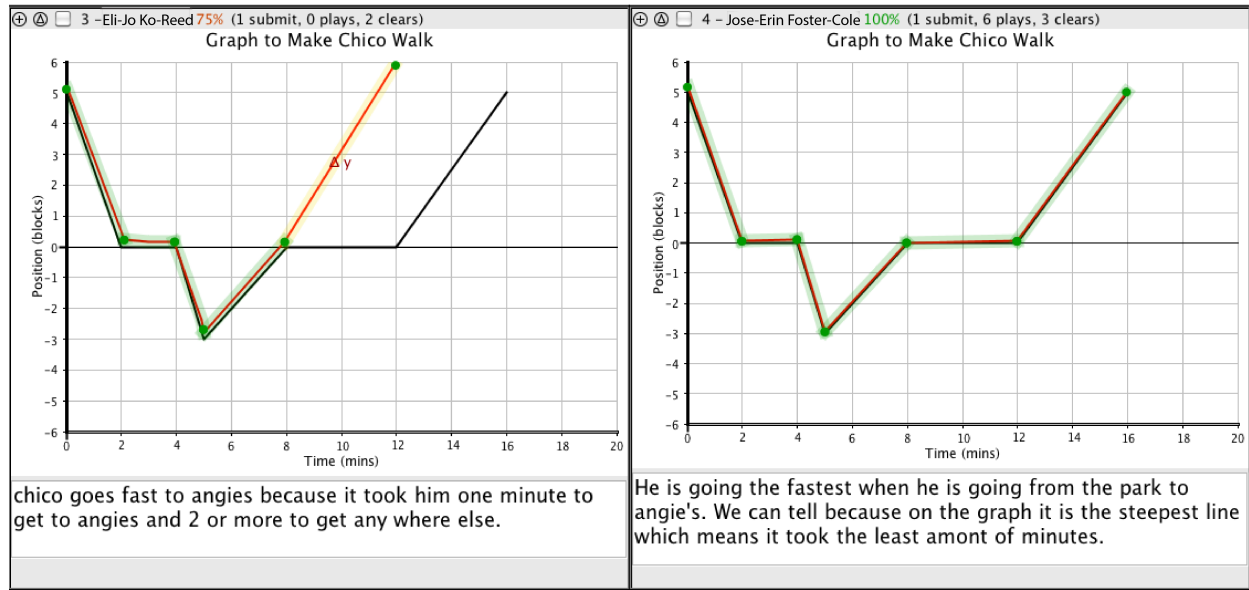 3 –Eli-Jo Ko-Reed 75% (1 submit, 0 plays, 2 clears)
Graph to Make Chico Walk
Position (blocks)
6
5
4
3
2
1
0
-1
-2
-3
-4
-5
-6
Δ y
0 2 4 6 8 10 12 14 16 18 20
Time (mins)
chico goes fast to angies because it took him one minute to
get to angies and 2 or more to get any where else.
4 – Jose-Erin Foster-Cole 100% (1 submit, 6 plays, 3 clears)
Graph to Make Chico Walk
Position (blocks)
6
5
4
3
2
1
0
-1
-2
-3
-4
-5
-6
0 2 4 6 8 10 12 14 16 18 20
Time (mins)
He is going the fastest when he is going from the park to
angie's. We can tell because on the graph it is the steepest line
which means it took the least amont of minutes.